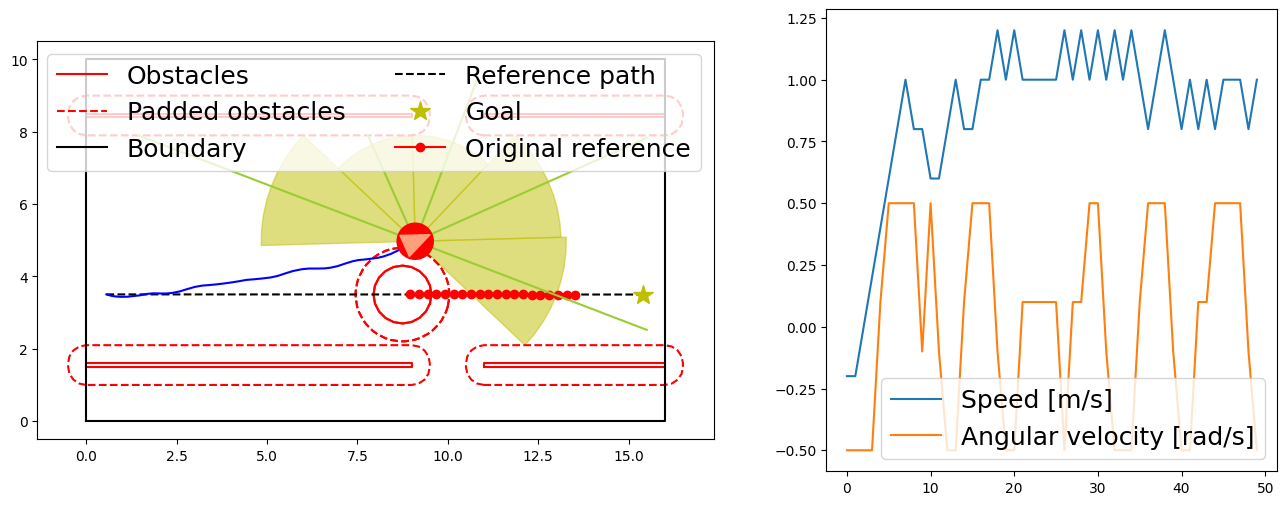 Obstacles
Padded obstacles
Boundary
Reference path
Goal
Original reference
10
8
6
4
2
0
0.0 2.5 5.0 7.5 10.0 12.5 15.0
1.25
1.00
0.75
0.50
0.25
0.00
−0.25
−0.50
Speed [m/s]
Angular velocity [rad/s]
0 10 20 30 40 50